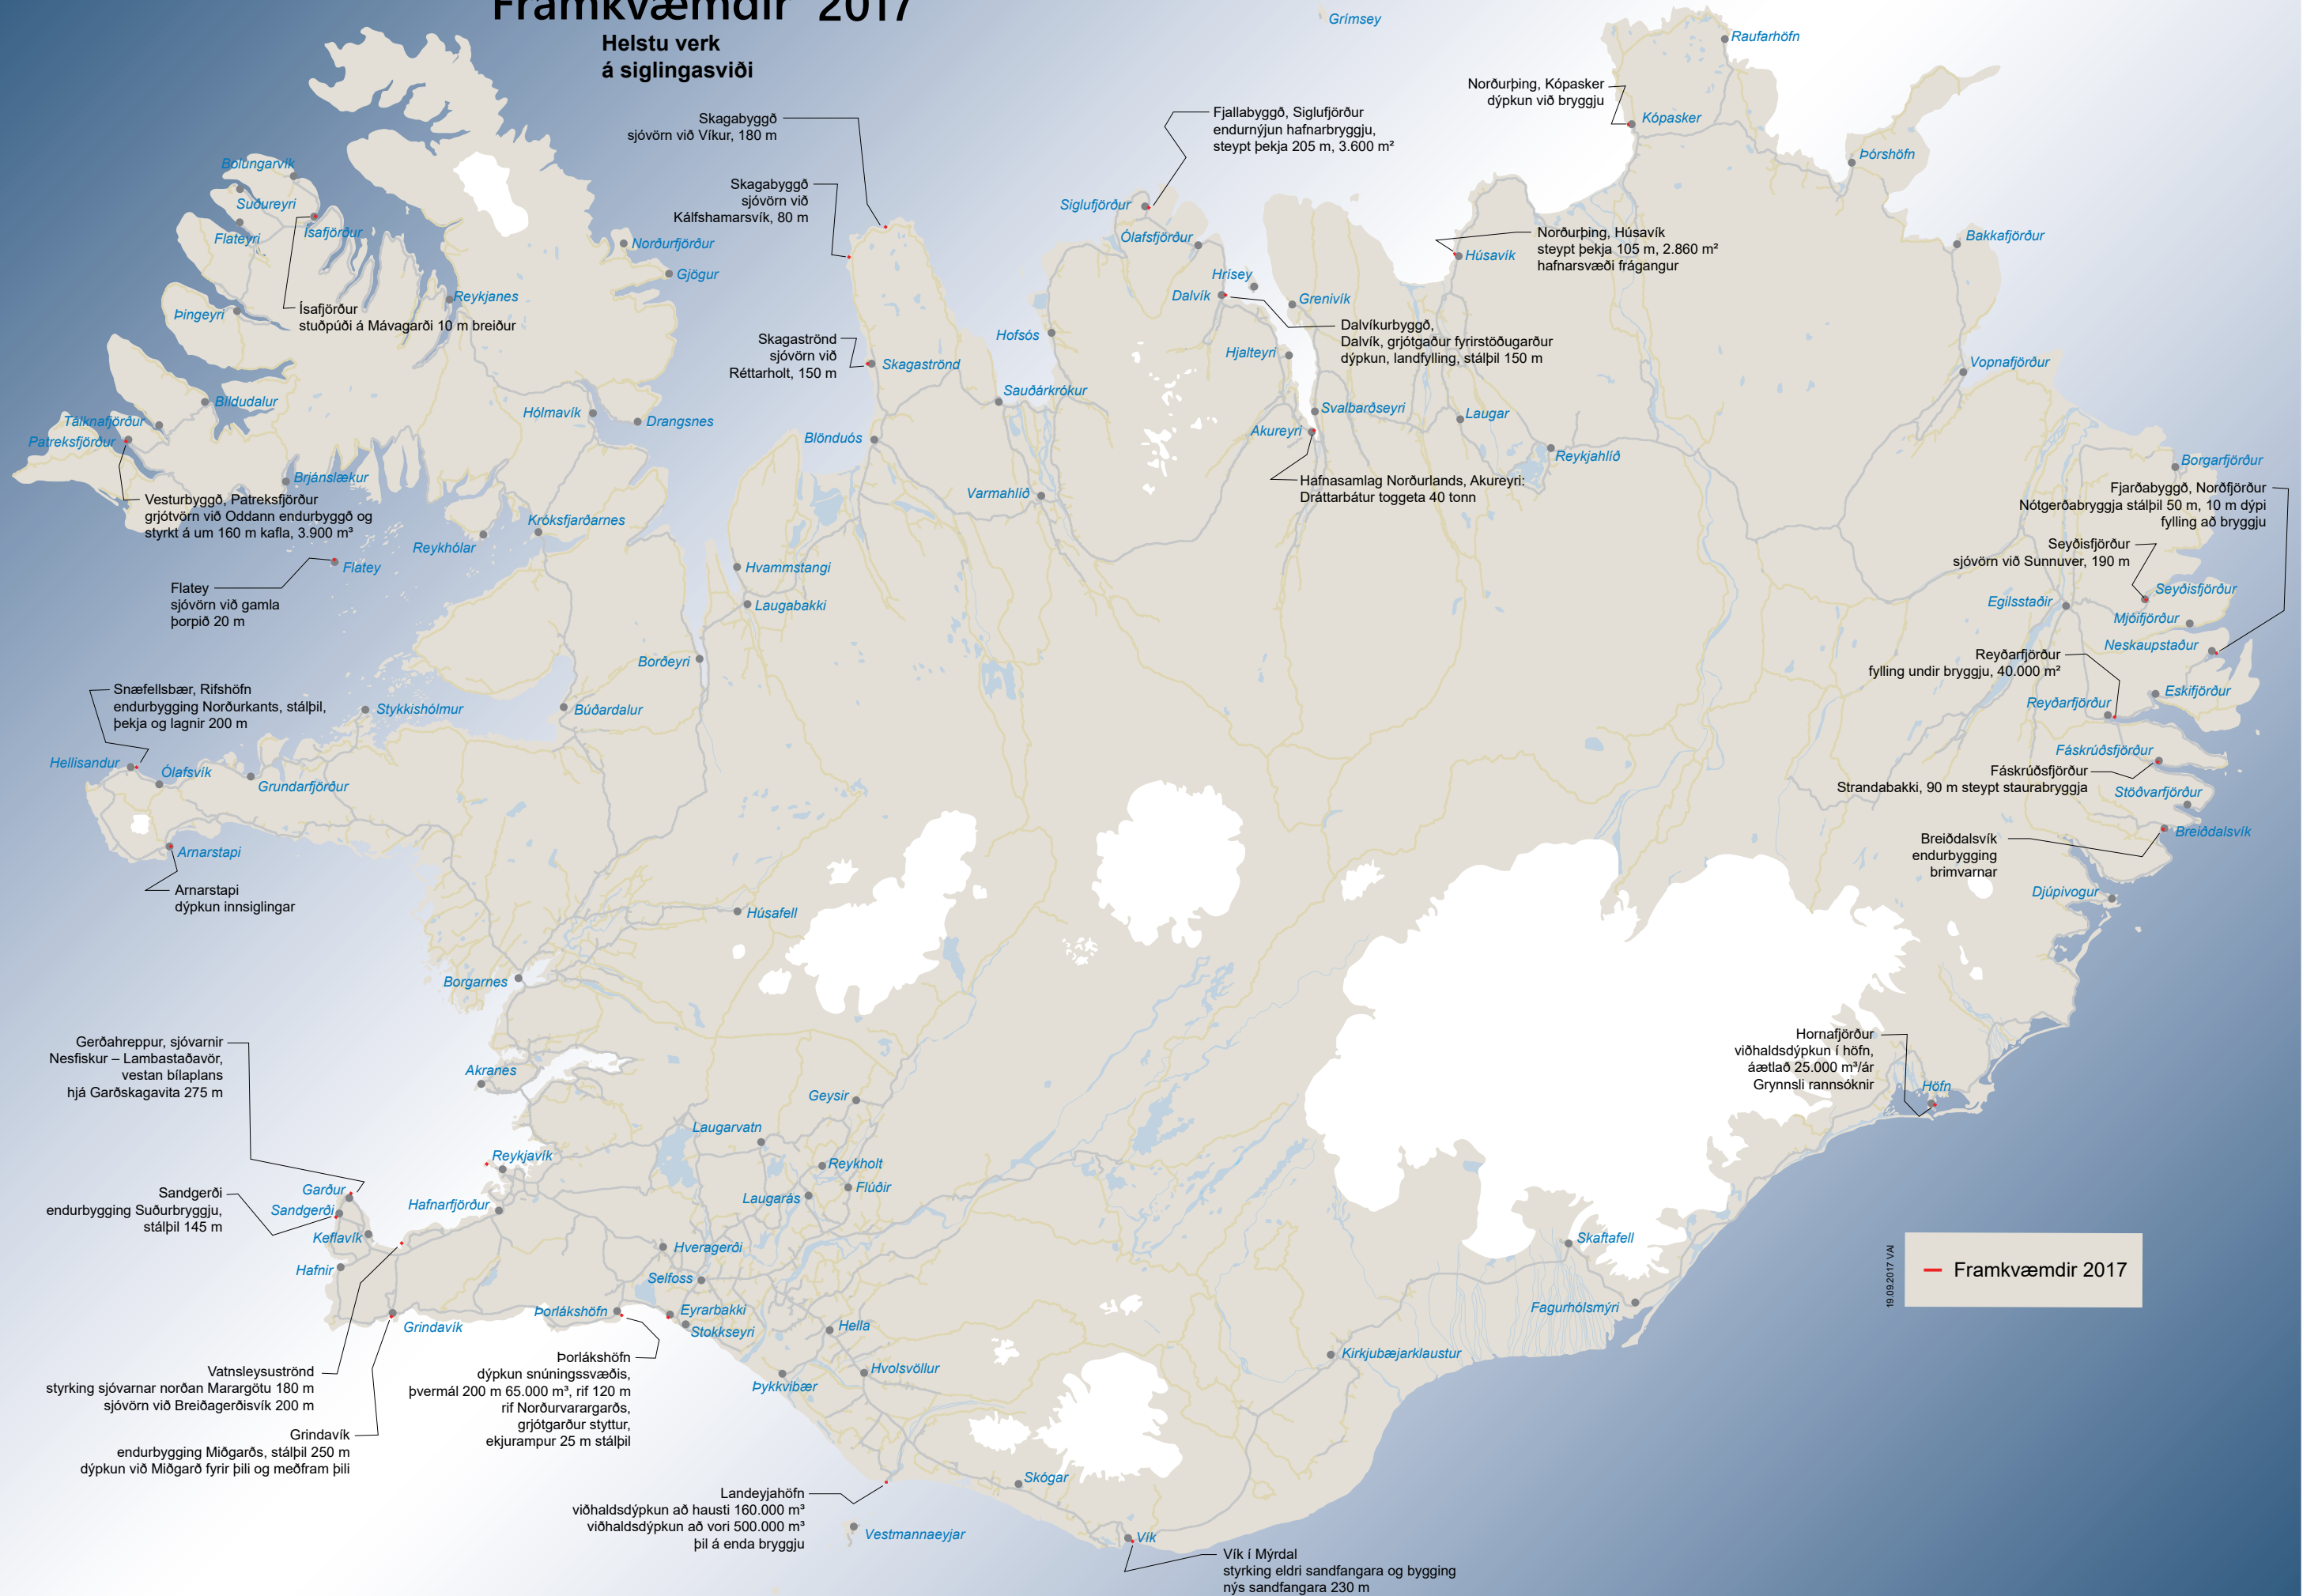 Framkvæmdir 2017
Helstu verk
á siglingasviði
Grímsey
Raufarhöfn
Norðurþing, Kópasker
dýpkun við bryggju
Kópasker
Þórshöfn
Skagabyggð
sjóvörn við Víkur, 180 m
Fjallabyggð, Siglufjörður
endurnýjun hafnarbryggju,
steypt þekja 205 m, 3.600 m²
Skagabyggð
sjóvörn við
Kálfshamarsvík, 80 m
Bolungarvík
Suðureyri
Flateyri
Ísafjörður
Siglufjörður
Ólafsfjörður
Norðurþing, Húsavík
steypt þekja 105 m, 2.860 m²
hafnarsvæði frágangur
Húsavík
Bakkafjörður
Norðurfjörður
Gjögur
Hrísey
Dalvík
Grenivík
Reykjanes
Þingeyri
Ísafjörður
stuðpúði á Mávagarði 10 m breiður
Dalvíkurbyggð,
Dalvík, grjótgaður fyrirstöðugarður
dýpkun, landfylling, stálþil 150 m
Hofsós
Hjalteyri
Skagaströnd
sjóvörn við
Réttarholt, 150 m
Skagaströnd
Vopnafjörður
Sauðárkrókur
Bíldudalur
Tálknafjörður
Patreksfjörður
Hólmavík
Drangsnes
Svalbarðseyri
Laugar
Akureyri
Blönduós
Reykjahlíð
Borgarfjörður
Brjánslækur
Vesturbyggð, Patreksfjörður
grjótvörn við Oddann endurbyggð og
styrkt á um 160 m kafla, 3.900 m³
Hafnasamlag Norðurlands, Akureyri:
Dráttarbátur toggeta 40 tonn
Varmahlíð
Fjarðabyggð, Norðfjörður
Nótgerðabryggja stálþil 50 m, 10 m dýpi
fylling að bryggju
Króksfjarðarnes
Reykhólar
Seyðisfjörður
sjóvörn við Sunnuver, 190 m
Flatey
Flatey
sjóvörn við gamla
þorpið 20 m
Hvammstangi
Laugabakki
Seyðisfjörður
Egilsstaðir
Mjóifjörður
Neskaupstaður
Borðeyri
Reyðarfjörður
fylling undir bryggju, 40.000 m²
Snæfellsbær, Rifshöfn
endurbygging Norðurkants, stálþil,
þekja og lagnir 200 m
Eskifjörður
Reyðarfjörður
Stykkishólmur
Búðardalur
Hellisandur
Ólafsvík
Grundarfjörður
Fáskrúðsfjörður
Fáskrúðsfjörður
Strandabakki, 90 m steypt staurabryggja
Stöðvarfjörður
Breiðdalsvík
Breiðdalsvík
endurbygging
brimvarnar
Arnarstapi
Arnarstapi
dýpkun innsiglingar
Djúpivogur
Húsafell
Borgarnes
Gerðahreppur, sjóvarnir
Nesfiskur – Lambastaðavör,
vestan bílaplans
hjá Garðskagavita 275 m
Hornafjörður
viðhaldsdýpkun í höfn,
áætlað 25.000 m³/ár
Grynnsli rannsóknir
Höfn
Akranes
Geysir
Laugarvatn
Reykjavík
Reykholt
Flúðir
Laugarás
Garður
Sandgerði
Sandgerði
endurbygging Suðurbryggju,
stálþil 145 m
Hafnarfjörður
Keflavík
Hafnir
Hveragerði
Selfoss
Skaftafell
Framkvæmdir 2017
19.09.2017 VAI
Fagurhólsmýri
Þorlákshöfn
Eyrarbakki
Stokkseyri
Grindavík
Hella
Kirkjubæjarklaustur
Hvolsvöllur
Þykkvibær
Vatnsleysuströnd
styrking sjóvarnar norðan Marargötu 180 m
sjóvörn við Breiðagerðisvík 200 m
Þorlákshöfn
dýpkun snúningssvæðis,
þvermál 200 m 65.000 m³, rif 120 m
rif Norðurvarargarðs,
grjótgarður styttur,
ekjurampur 25 m stálþil
Grindavík
endurbygging Miðgarðs, stálþil 250 m
dýpkun við Miðgarð fyrir þili og meðfram þili
Skógar
Landeyjahöfn
viðhaldsdýpkun að hausti 160.000 m³
viðhaldsdýpkun að vori 500.000 m³
þil á enda bryggju
Vestmannaeyjar
Vík
Vík í Mýrdal
styrking eldri sandfangara og bygging
nýs sandfangara 230 m